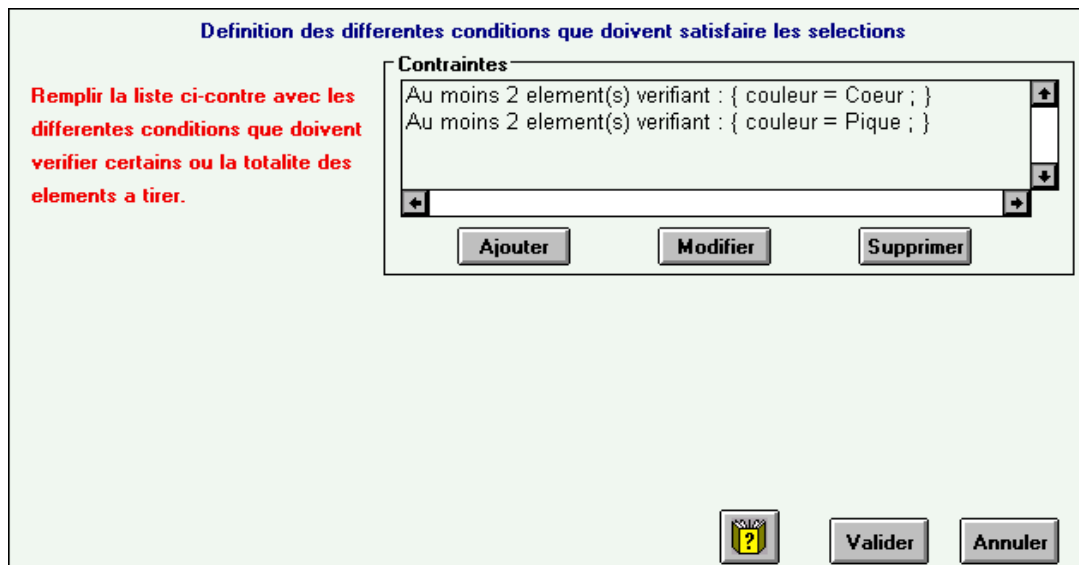 Definition des differentes conditions que doivent satisfaire les selections
Remplir la liste ci-contre avec les
differentes conditions que doivent
verifier certains ou la totalite des
elements a tirer.
Contraintes
Au moins 2 element(s) verifiant : { couleur = Coeur ; }
Au moins 2 element(s) verifiant : { couleur = Pique ; }
Ajouter Modifier Supprimer
? Valider Annuler